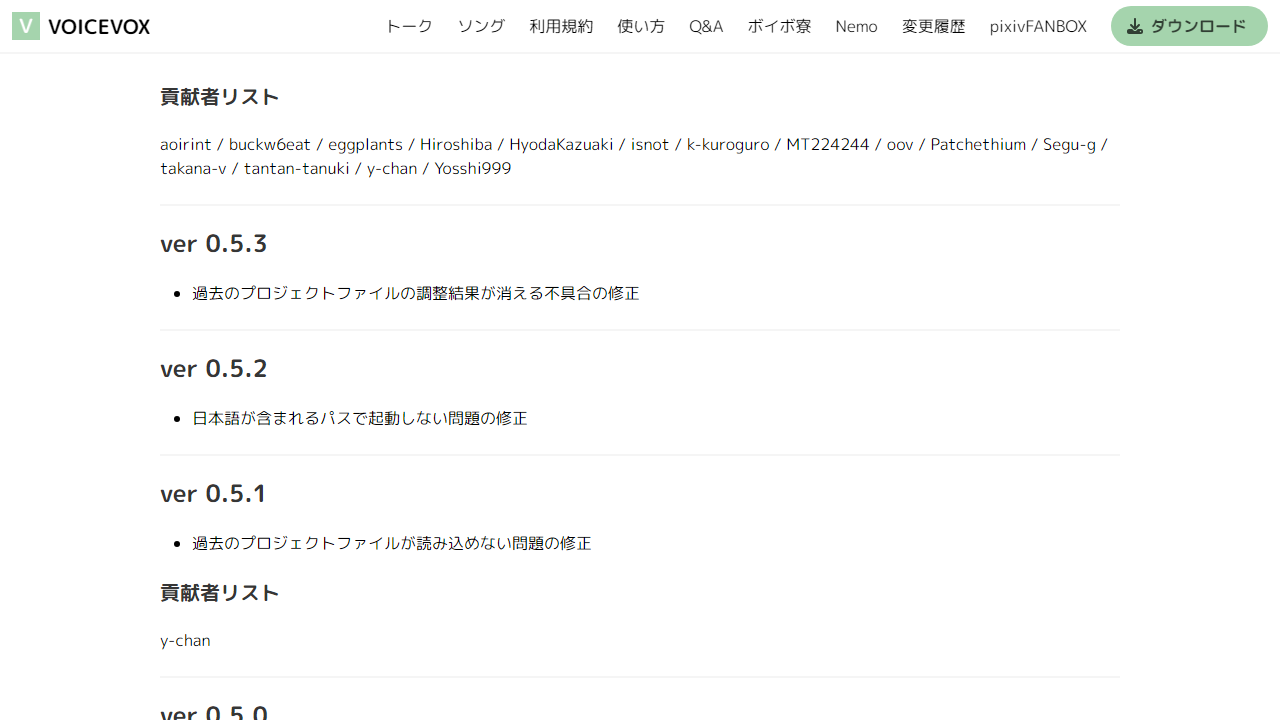 V VOICEVOX トーク ソング 利用規約 使い方 Q&A ボイボ寮 Nemo 変更履歴 pixivFANBOX ダウンロード
貢献者リスト
aoirint / buckw6eat / eggplants / Hiroshiba / HyodaKazuaki / isnot / k-kuroguro / MT224244 / oov / Patchethium / Segu-g /
takana-v / tantan-tanuki / y-chan / Yosshi999
ver 0.5.3
過去のプロジェクトファイルの調整結果が消える不具合の修正
ver 0.5.2
日本語が含まれるパスで起動しない問題の修正
ver 0.5.1
過去のプロジェクトファイルが読み込めない問題の修正
貢献者リスト
y-chan
ver 0.5.0